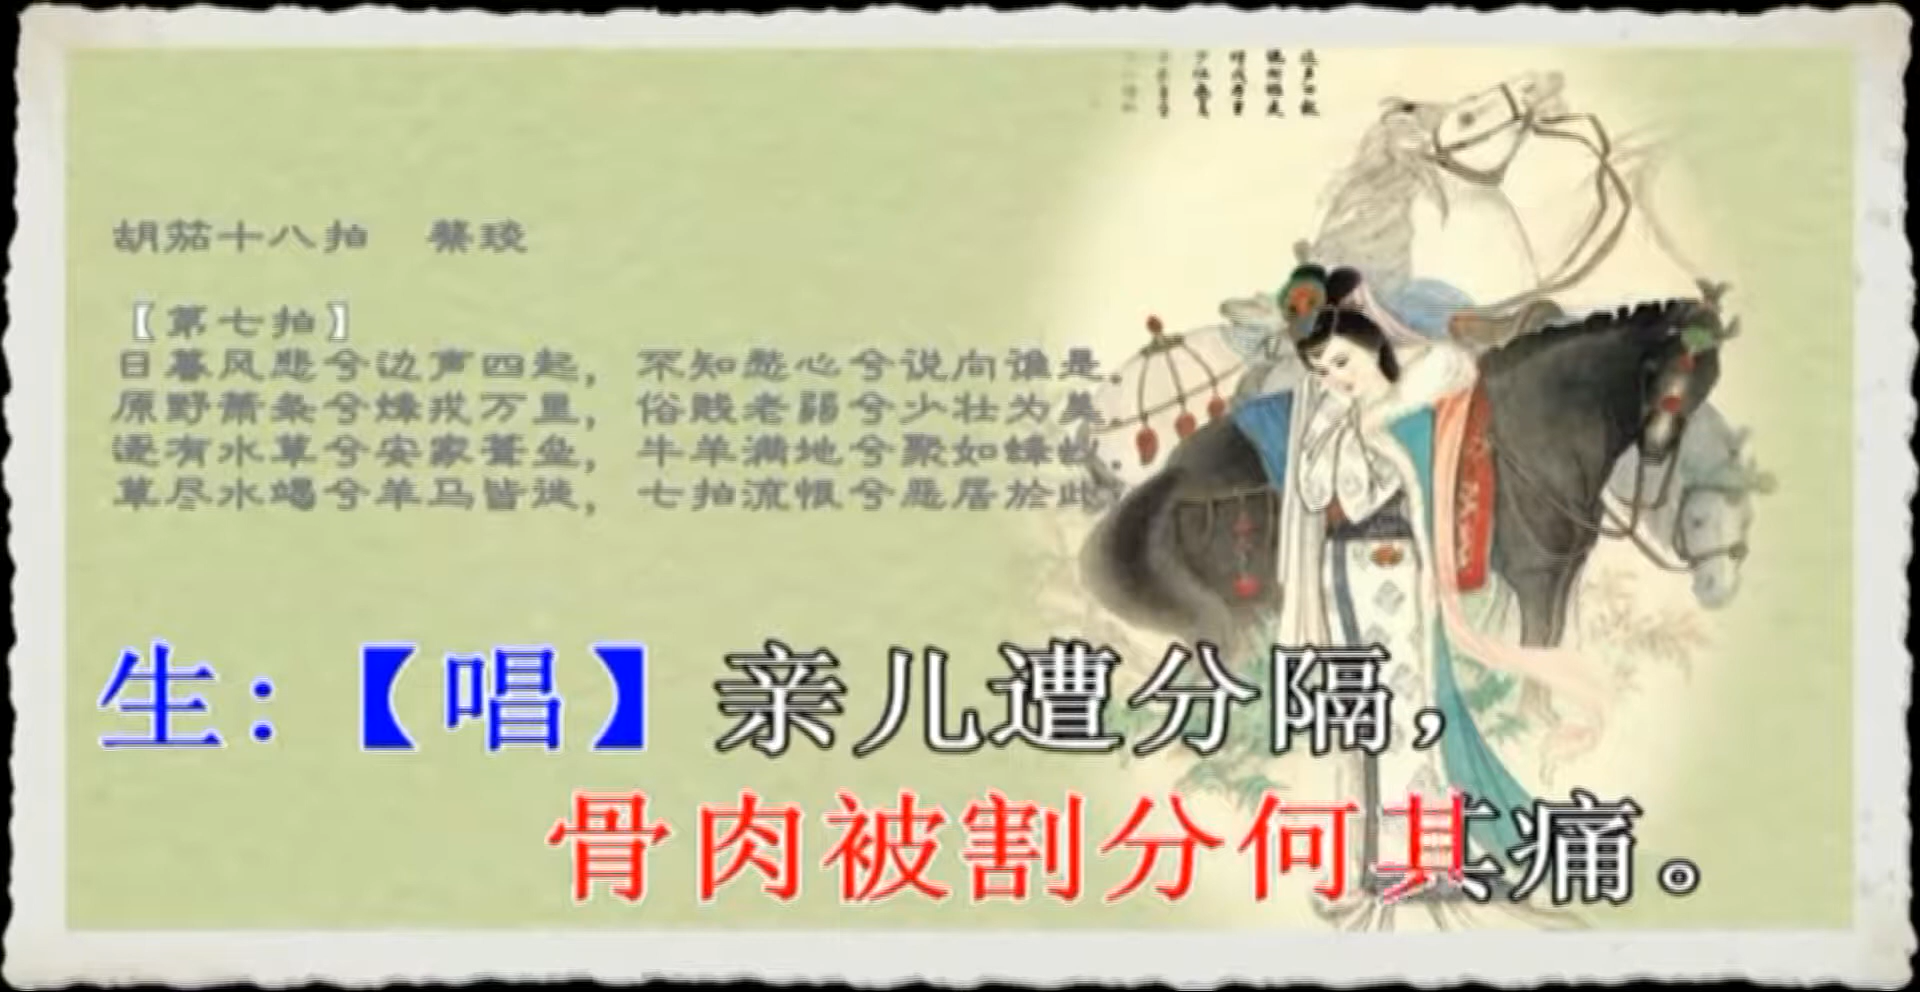 胡笳十八拍 蔡琰
【第七拍】
日暮风悲兮边声四起，不知愁心兮说向谁是。
原野萧条兮烽戎万里，俗贱老弱兮少壮为美。
逐有水草兮安家葺垒，牛羊满地兮聚如蜂蚁。
草尽水竭兮羊马皆徙，七拍流恨兮恶居於此。
生:【唱】亲儿遭分隔，
骨肉被割分何其痛。